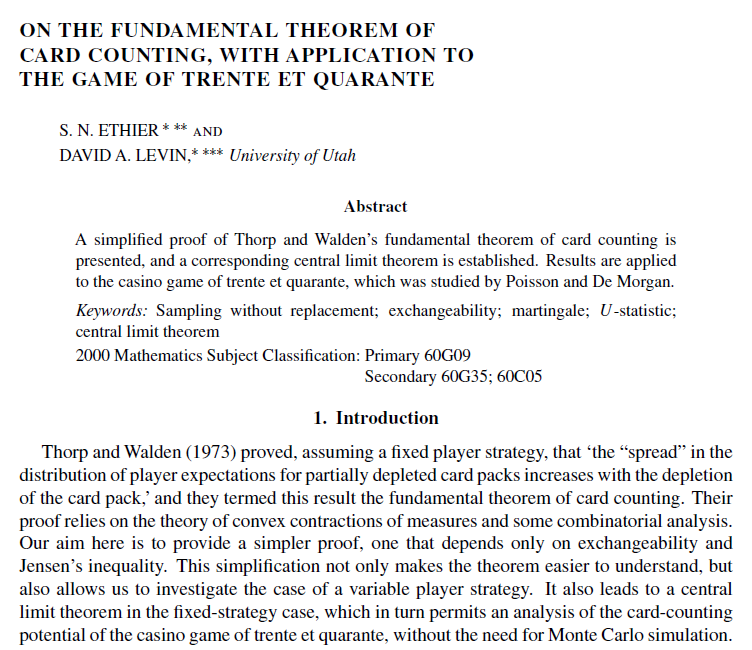 ON THE FUNDAMENTAL THEOREM OF
CARD COUNTING, WITH APPLICATION TO
THE GAME OF TRENTE ET QUARANTE
S. N. ETHIER * ** AND
DAVID A. LEVIN,* *** University of Utah
Abstract
A simplified proof of Thorp and Walden's fundamental theorem of card counting is
presented, and a corresponding central limit theorem is established. Results are applied
to the casino game of trente et quarante, which was studied by Poisson and De Morgan.
Keywords: Sampling without replacement; exchangeability; martingale; U-statistic;
central limit theorem
2000 Mathematics Subject Classification: Primary 60G09
Secondary 60G35; 60C05
1. Introduction
Thorp and Walden (1973) proved, assuming a fixed player strategy, that ‘the “spread” in the
distribution of player expectations for partially depleted card packs increases with the depletion
of the card pack,’ and they termed this result the fundamental theorem of card counting. Their
proof relies on the theory of convex contractions of measures and some combinatorial analysis.
Our aim here is to provide a simpler proof, one that depends only on exchangeability and
Jensen's inequality. This simplification not only makes the theorem easier to understand, but
also allows us to investigate the case of a variable player strategy. It also leads to a central
limit theorem in the fixed-strategy case, which in turn permits an analysis of the card-counting
potential of the casino game of trente et quarante, without the need for Monte Carlo simulation.